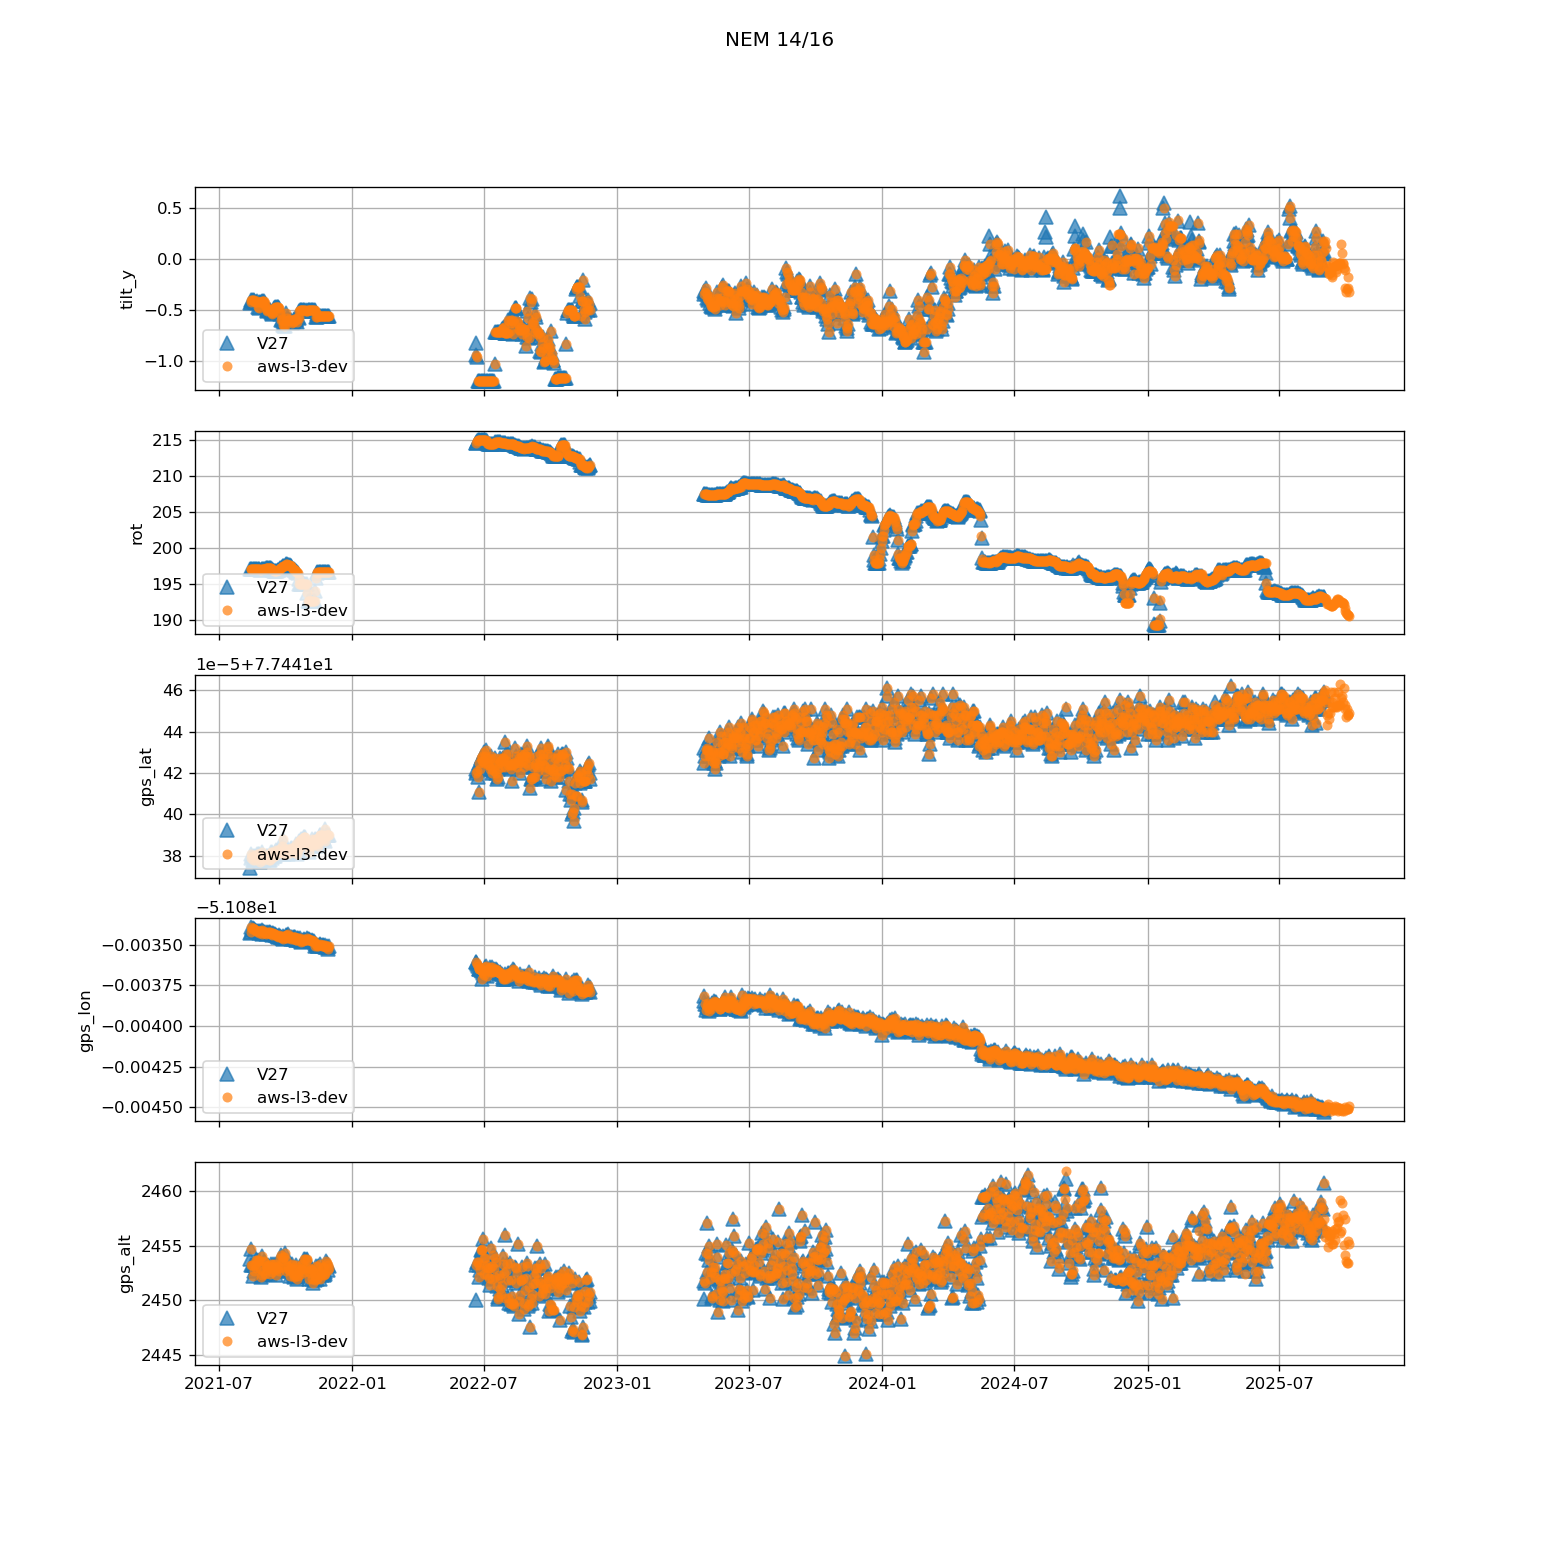 NEM 14/16
0.5
0.0
−0.5
−1.0
tilt_y
V27
aws-l3-dev
215
210
205
200
195
190
rot
V27
aws-l3-dev
1e−5+7.7441e1
46
44
42
40
38
gps_lat
V27
aws-l3-dev
−5.108e1
−0.00350
−0.00375
−0.00400
−0.00425
−0.00450
gps_lon
V27
aws-l3-dev
2460
2455
2450
2445
gps_alt
V27
aws-l3-dev
2021-07 2022-01 2022-07 2023-01 2023-07 2024-01 2024-07 2025-01 2025-07